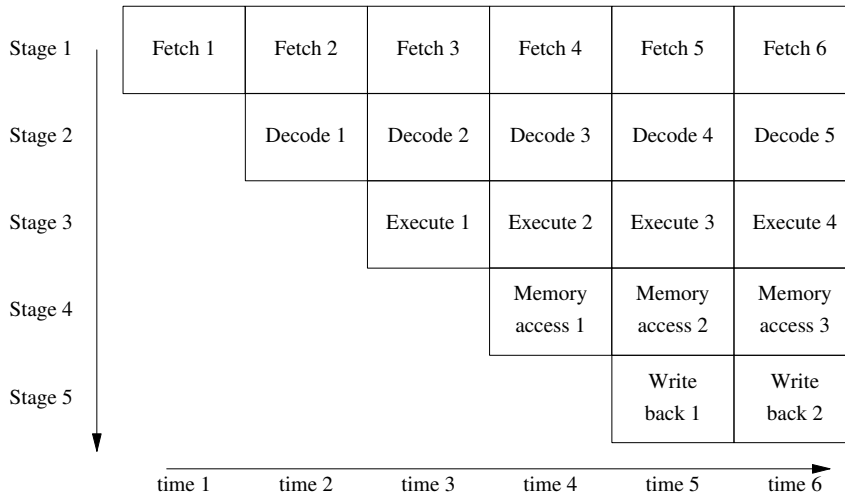 Stage 1 Fetch 1 Fetch 2 Fetch 3 Fetch 4 Fetch 5 Fetch 6
Stage 2 Decode 1 Decode 2 Decode 3 Decode 4 Decode 5
Stage 3 Execute 1 Execute 2 Execute 3 Execute 4
Stage 4 Memory access 1 Memory access 2 Memory access 3
Stage 5 Write back 1 Write back 2
time 1 time 2 time 3 time 4 time 5 time 6